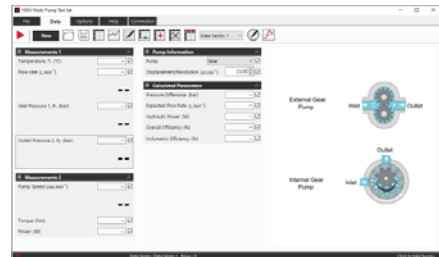 H83V Multi Pump Test Set
File Data Options Help Connection
New
Data Series 1
Measurements 1
Temperature, T₁ (°C)
Flow rate (L.min⁻¹)
--
Inlet Pressure 1, P₁ (bar)
--
Outlet Pressure 2, P₂ (bar)
--
Measurements 2
Pump Speed (rev.min⁻¹)
--
Torque (Nm)
Power (W)
Pump Information
Pump Gear
Displacement/Revolution (cc.rev⁻¹) 13.00
Calculated Parameters
Pressure Difference (bar)
Expected Flow Rate (L.min⁻¹)
Hydraulic Power (W)
Overall Efficiency (%)
Volumetric Efficiency (%)
External Gear
Pump
Inlet
Outlet
Outlet
Internal Gear
Pump
Inlet